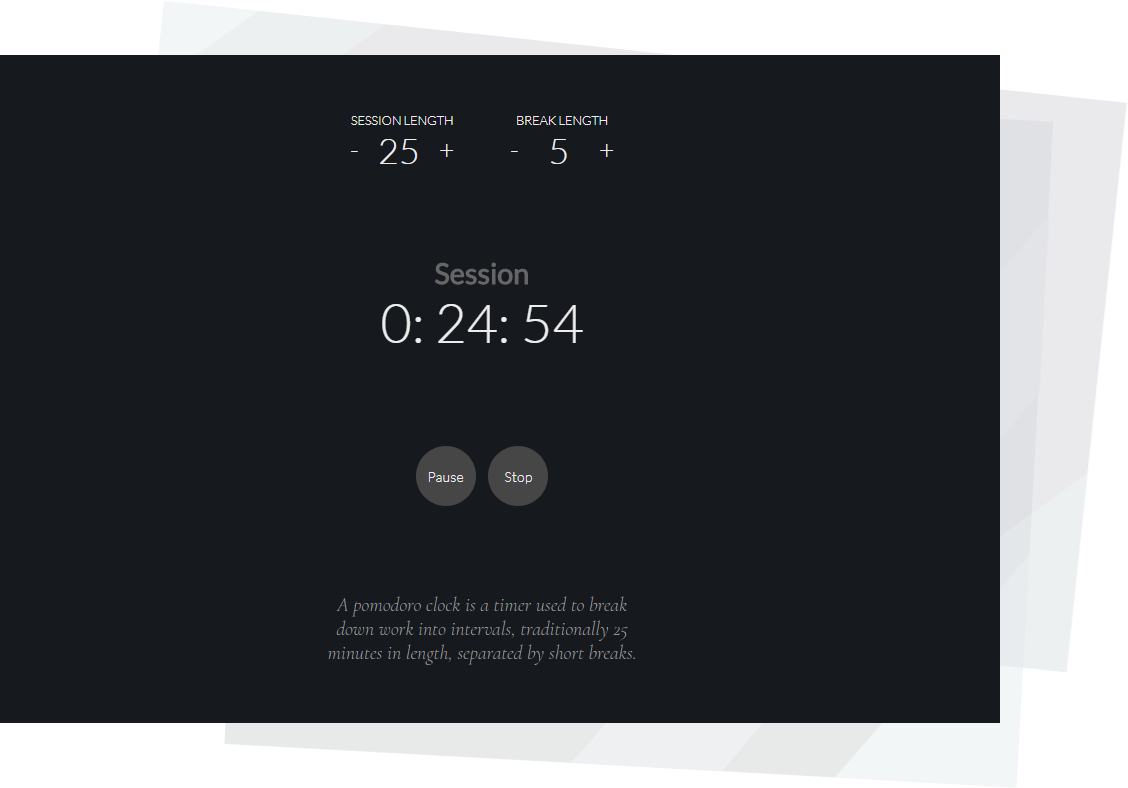 SESSION LENGTH BREAK LENGTH
- 25 + - 5 +
Session
0: 24: 54
Pause Stop
A pomodoro clock is a timer used to break
down work into intervals, traditionally 25
minutes in length, separated by short breaks.